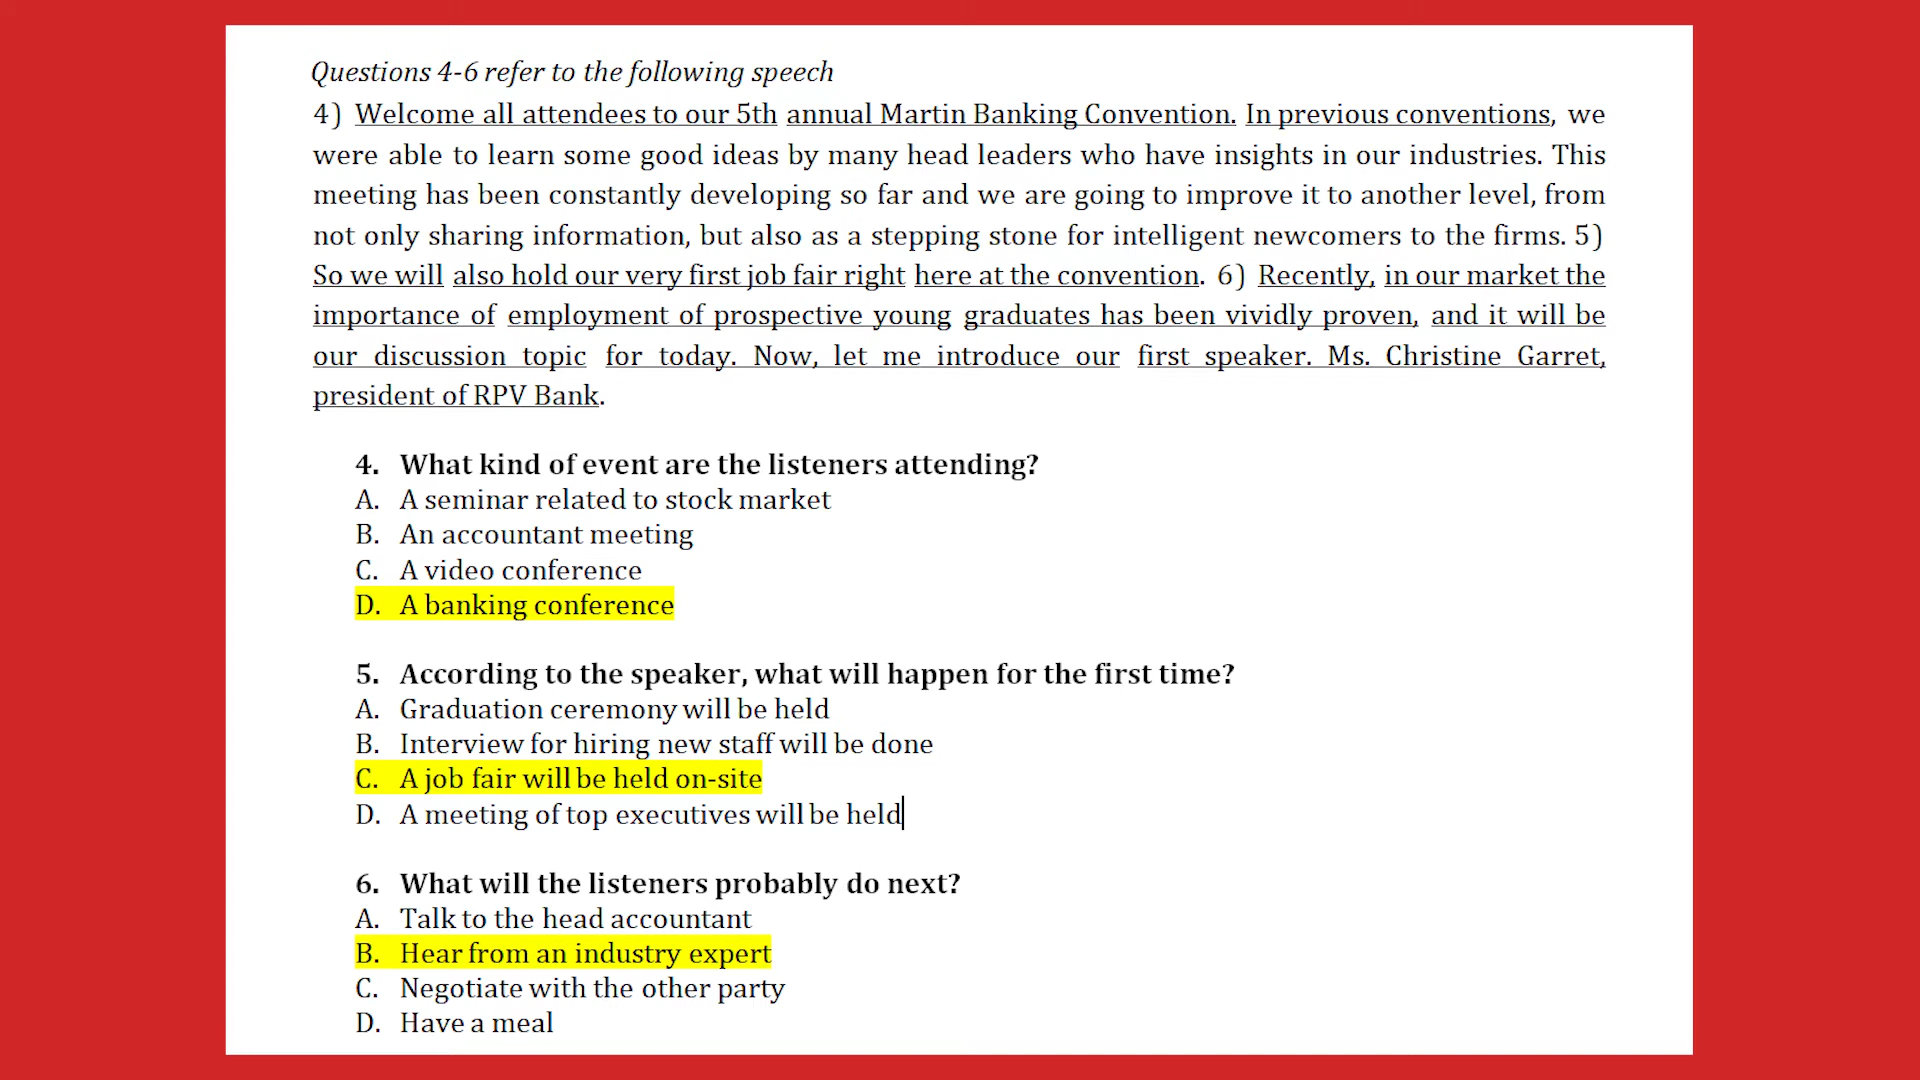 Questions 4-6 refer to the following speech
4) Welcome all attendees to our 5th annual Martin Banking Convention. In previous conventions, we
were able to learn some good ideas by many head leaders who have insights in our industries. This
meeting has been constantly developing so far and we are going to improve it to another level, from
not only sharing information, but also as a stepping stone for intelligent newcomers to the firms. 5)
So we will also hold our very first job fair right here at the convention. 6) Recently, in our market the
importance of employment of prospective young graduates has been vividly proven, and it will be
our discussion topic for today. Now, let me introduce our first speaker. Ms. Christine Garret,
president of RPV Bank.
4. What kind of event are the listeners attending?
A. A seminar related to stock market
B. An accountant meeting
C. A video conference
D. A banking conference
5. According to the speaker, what will happen for the first time?
A. Graduation ceremony will be held
B. Interview for hiring new staff will be done
C. A job fair will be held on-site
D. A meeting of top executives will be held
6. What will the listeners probably do next?
A. Talk to the head accountant
B. Hear from an industry expert
C. Negotiate with the other party
D. Have a meal